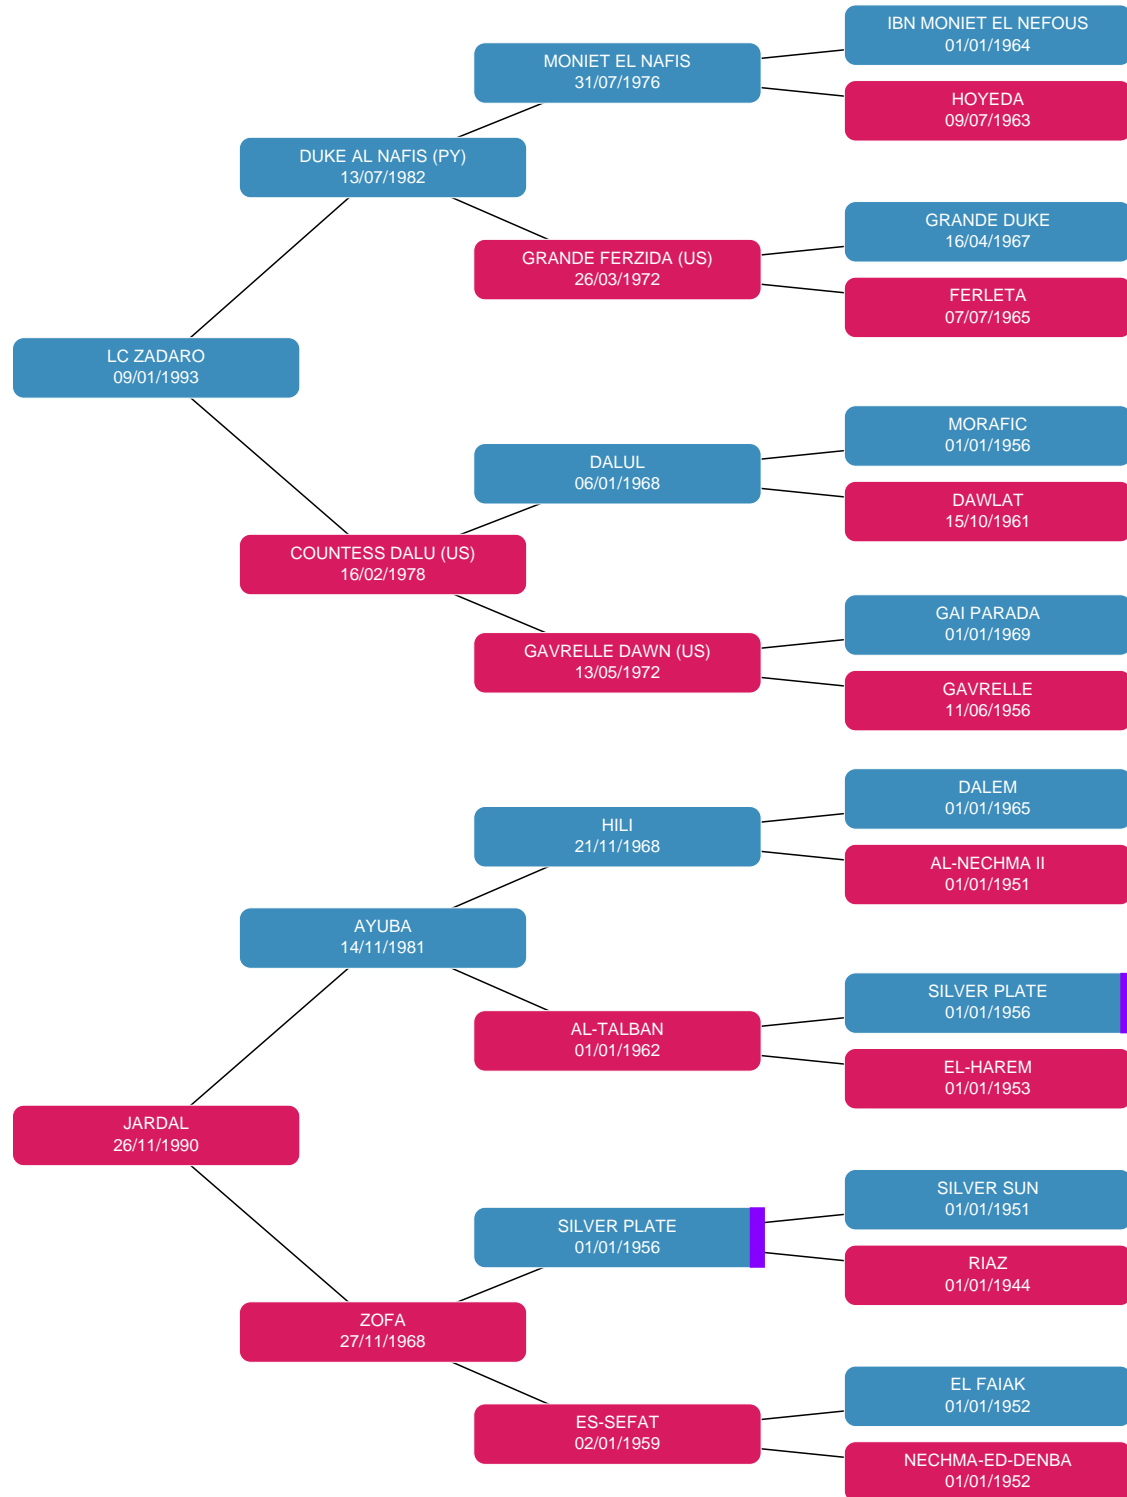 IBN MONIET EL NEFOUS
01/01/1964
MONIET EL NAFIS
31/07/1976
HOYEDA
09/07/1963
DUKE AL NAFIS (PY)
13/07/1982
GRANDE DUKE
16/04/1967
GRANDE FERZIDA (US)
26/03/1972
FERLETA
07/07/1965
LC ZADARO
09/01/1993
MORAFIC
01/01/1956
DALUL
06/01/1968
DAWLAT
15/10/1961
COUNTESS DALU (US)
16/02/1978
GAI PARADA
01/01/1969
GAVRELLE DAWN (US)
13/05/1972
GAVRELLE
11/06/1956
DALEM
01/01/1965
HILI
21/11/1968
AL-NECHMA II
01/01/1951
AYUBA
14/11/1981
SILVER PLATE
01/01/1956
AL-TALBAN
01/01/1962
EL-HAREM
01/01/1953
JARDAL
26/11/1990
SILVER SUN
01/01/1951
SILVER PLATE
01/01/1956
RIAZ
01/01/1944
ZOFA
27/11/1968
EL FAIAK
01/01/1952
ES-SEFAT
02/01/1959
NECHMA-ED-DENBA
01/01/1952